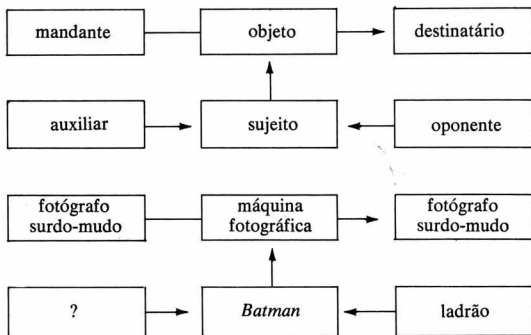 mandante objeto destinatário
auxiliar sujeito oponente
fotógrafo máquina fotógrafo
surdo-mudo fotográfica surdo-mudo
? Batman ladrão